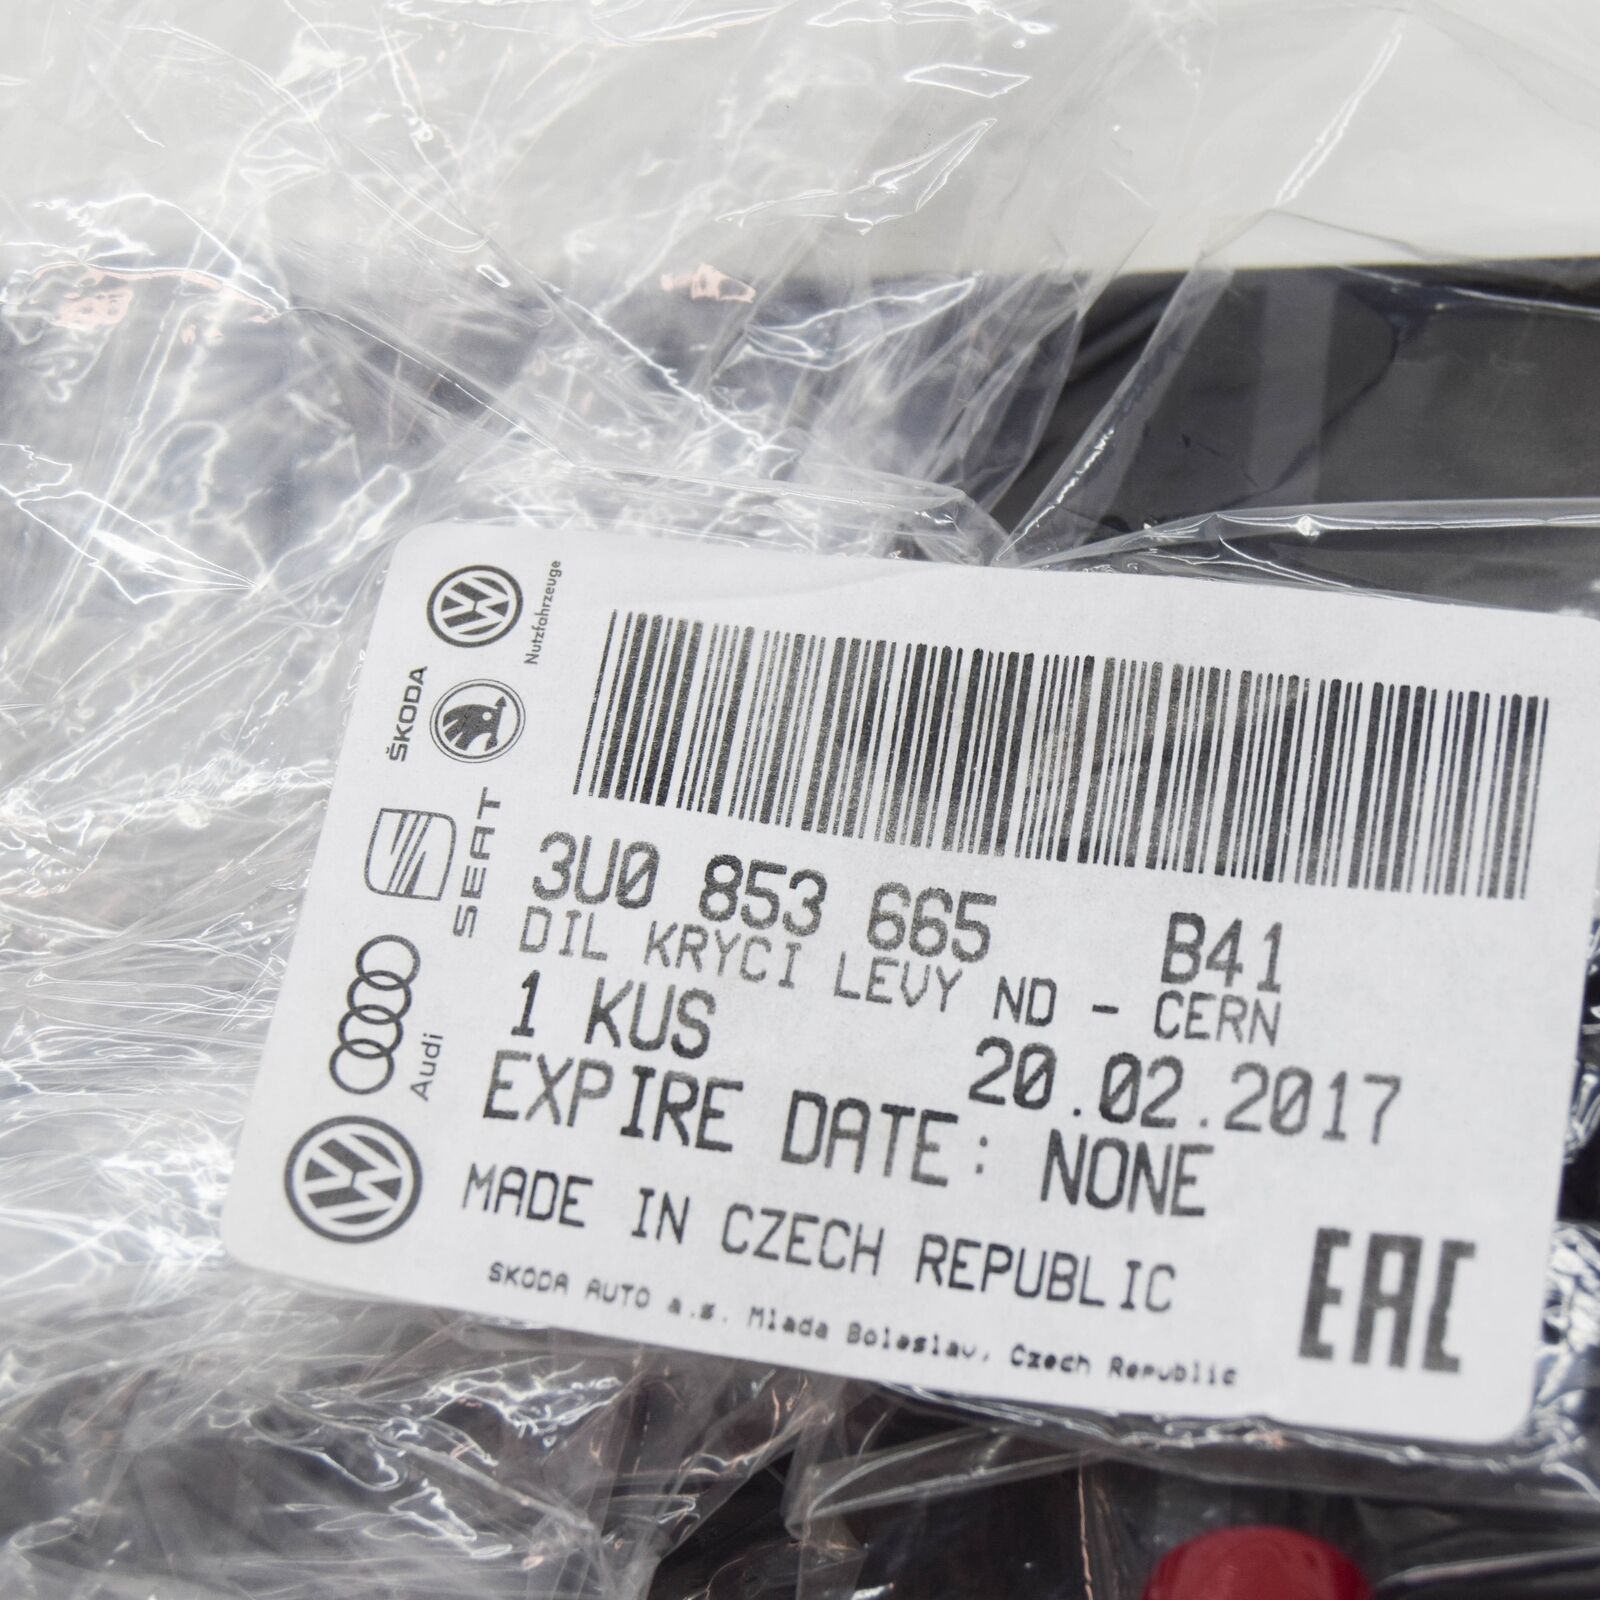 Nutzfahrzeuge
ŠKODA
SEAT
Audi
3U0 853 665 B41
DIL KRYCI LEVY ND - CERN
1 KUS 20.02.2017
EXPIRE DATE: NONE
MADE IN CZECH REPUBLIC
SKODA AUTO a.s. Mlada Boleslav, Czech Republic
EAC